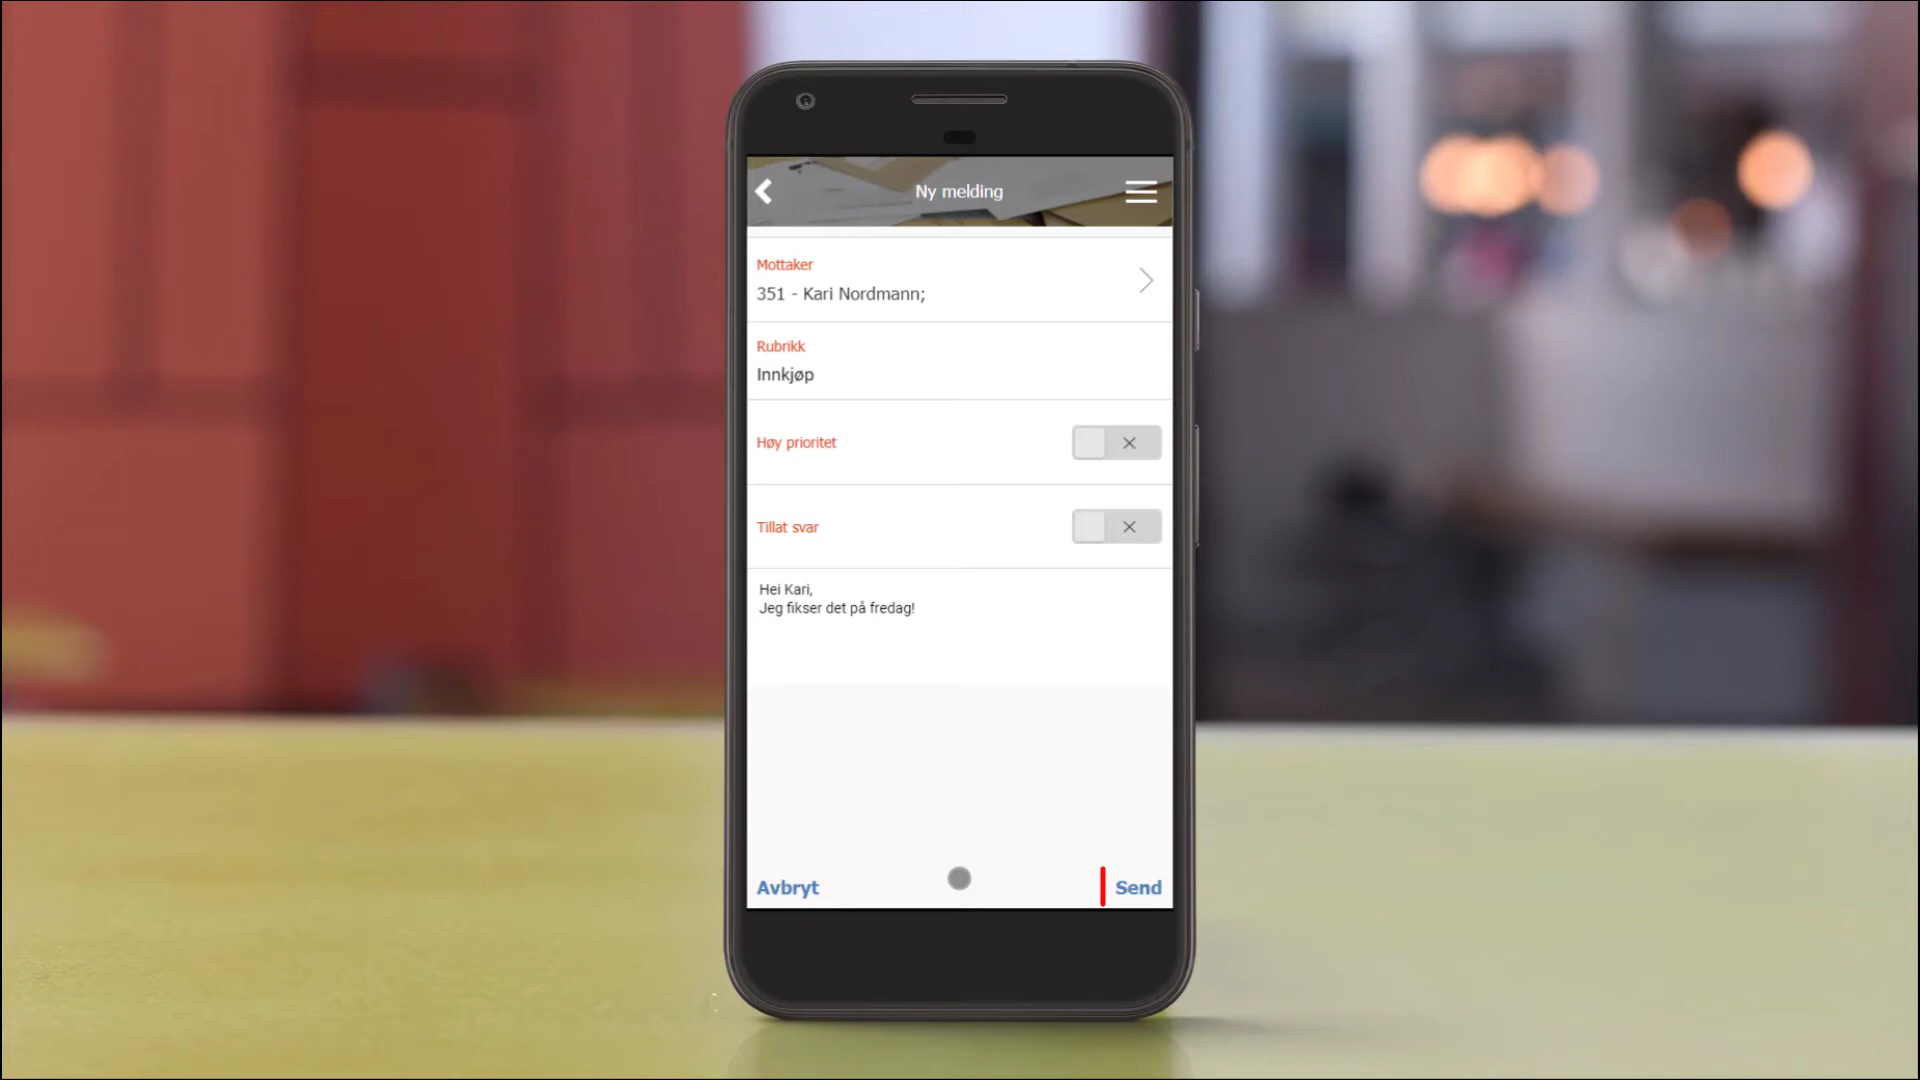 Ny melding
Mottaker
351 - Kari Nordmann;
Rubrikk
Innkjøp
Høy prioritet
Tillat svar
Hei Kari,
Jeg fikser det på fredag!
Avbryt
Send